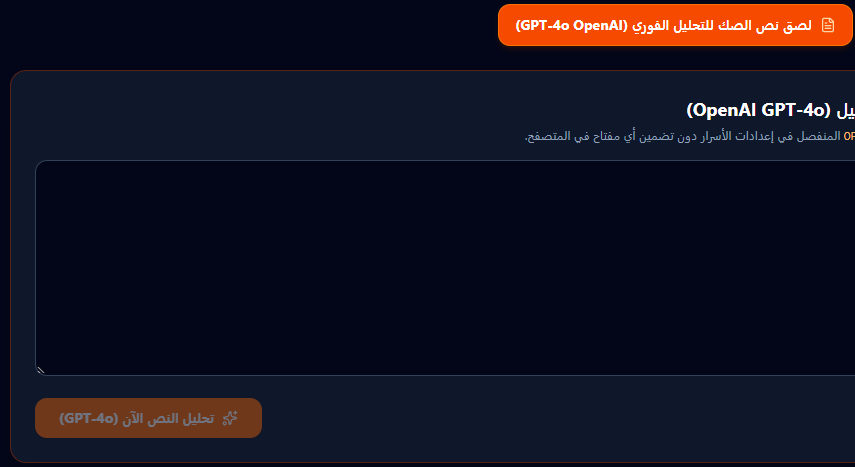 لصق نص الصك للتحليل الفوري (GPT-4o OpenAI)
(OpenAI GPT-4o)
المنفصل في إعدادات الأسرار دون تضمين أي مفتاح في المتصفح.
تحليل النص الآن (GPT-4o)